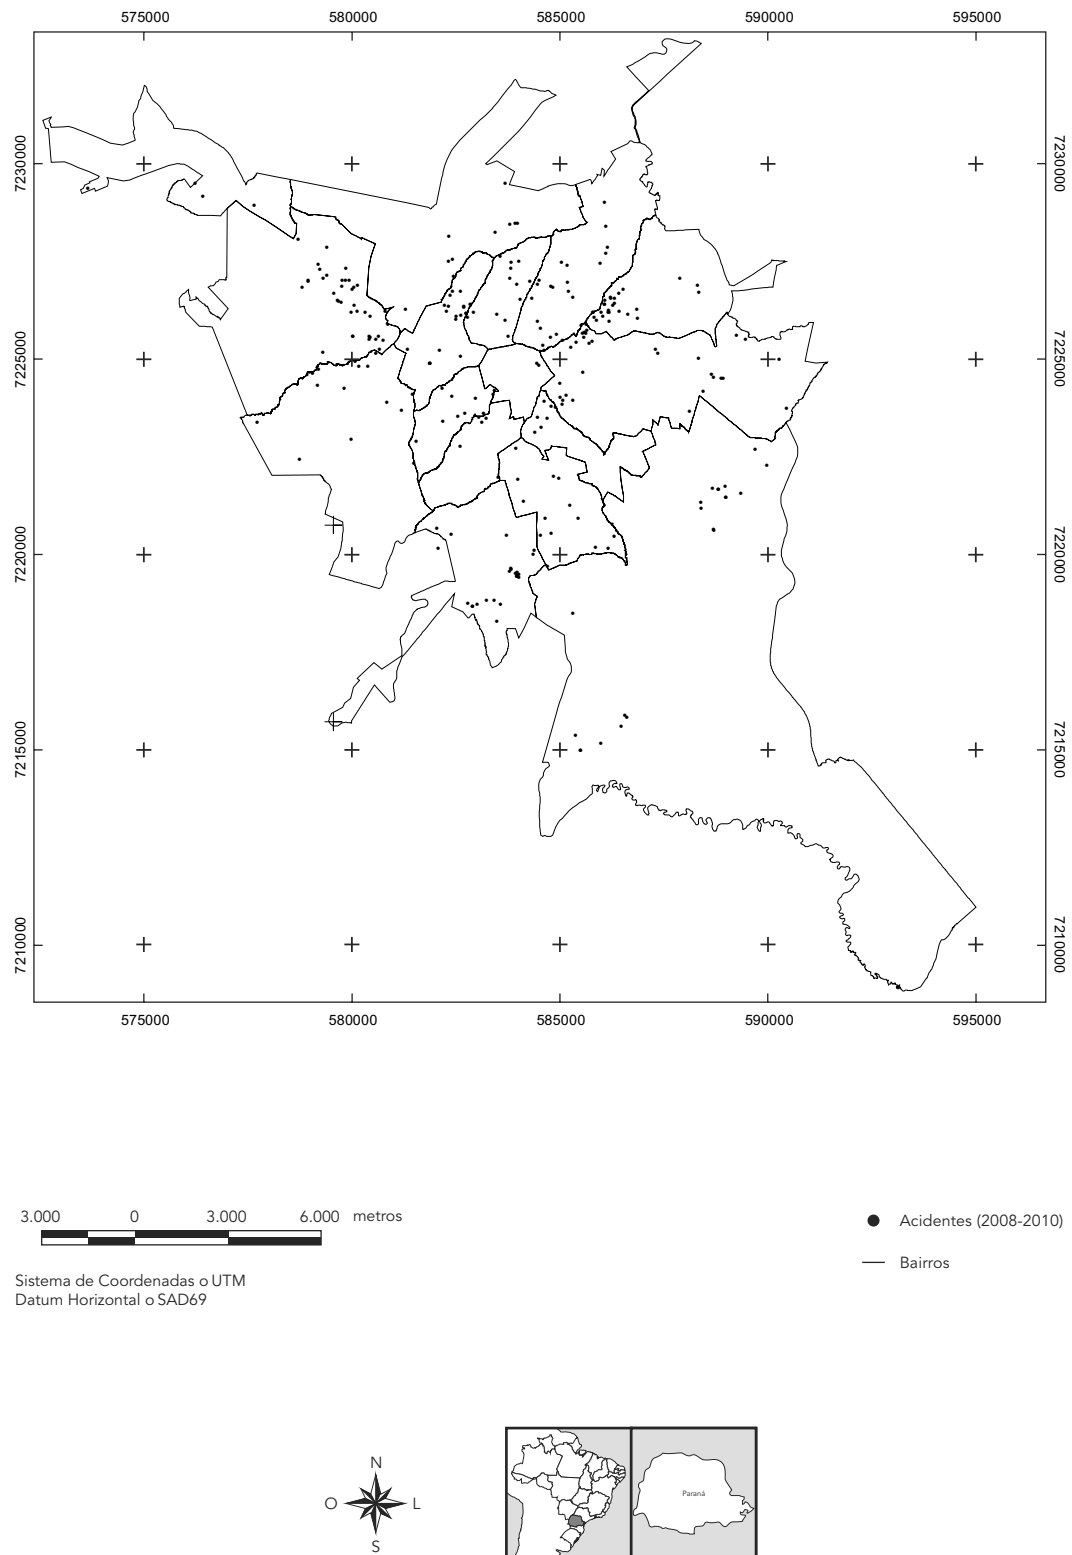 575000 580000 585000 590000 595000
7230000 7230000
7225000 7225000
7220000 7220000
7215000 7215000
7210000 7210000
575000 580000 585000 590000 595000
3.000 0 3.000 6.000 metros
Acidentes (2008-2010)
Bairros
Sistema de Coordenadas o UTM
Datum Horizontal o SAD69
N
O L
S
Paraná